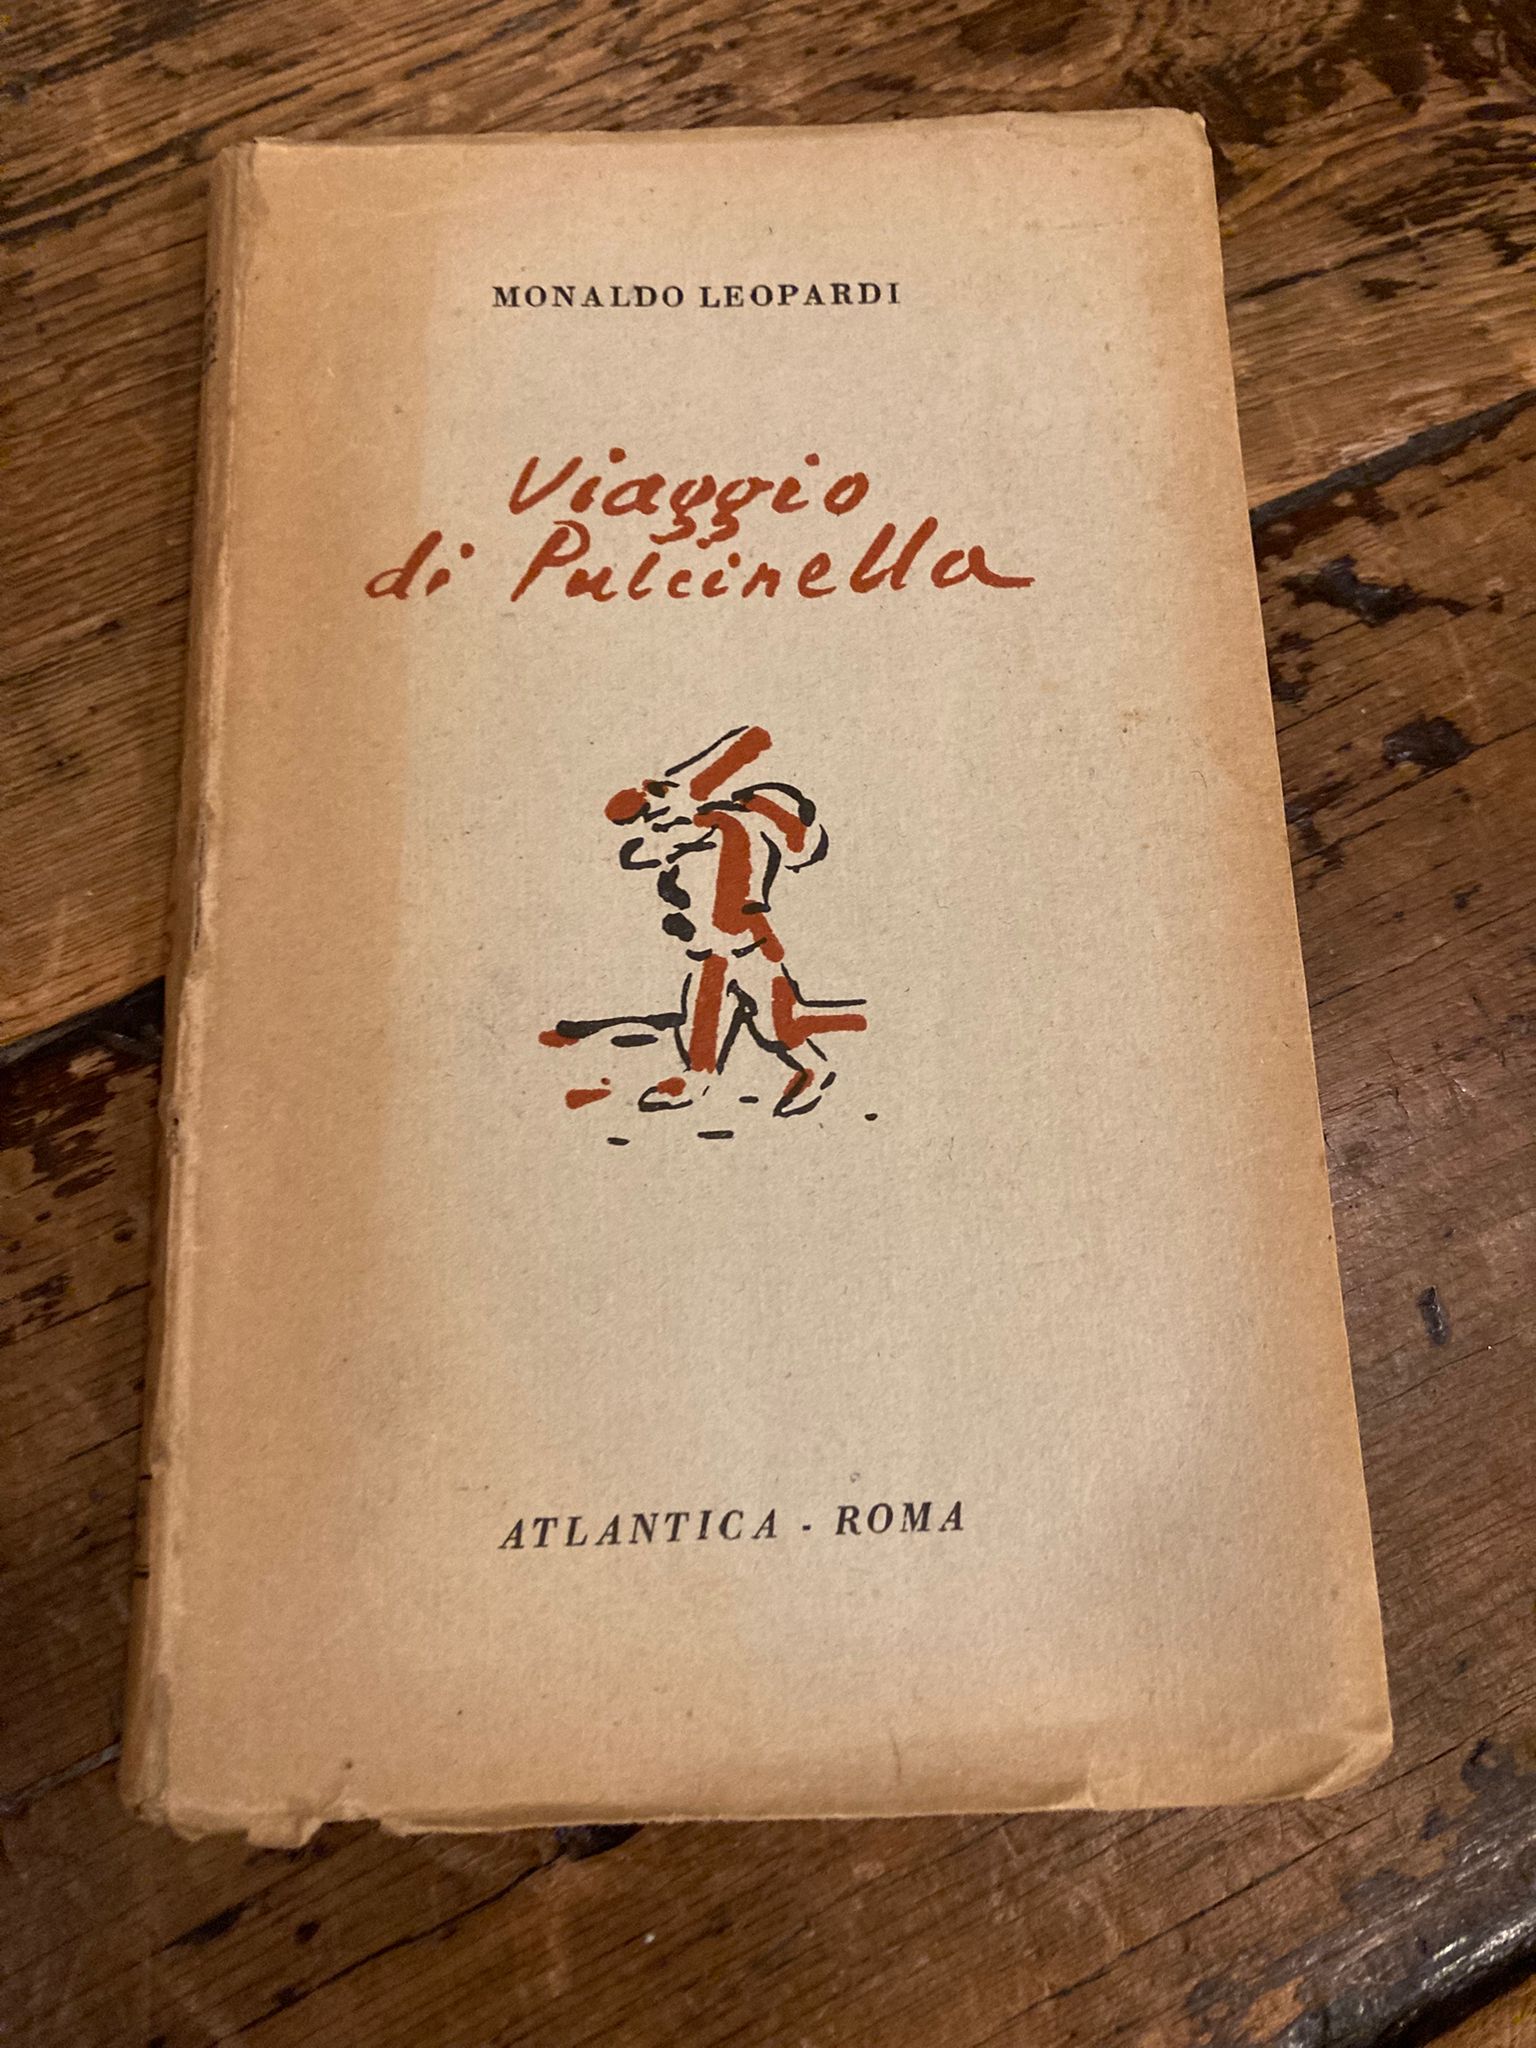 MONALDO LEOPARDI
Viaggio
di Pulcinella
ATLANTICA - ROMA